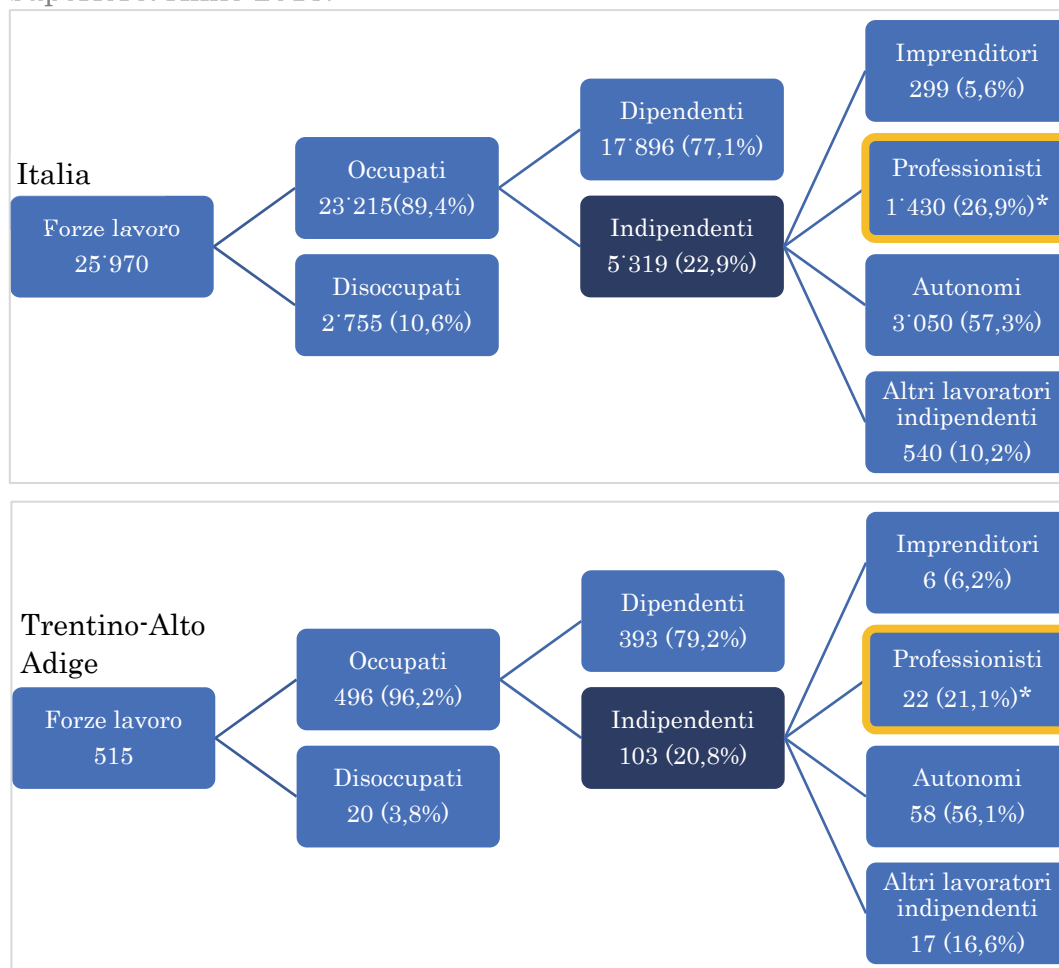 Italia
Forze lavoro
25˙970
Occupati
23˙215(89,4%)
Disoccupati
2˙755 (10,6%)
Dipendenti
17˙896 (77,1%)
Indipendenti
5˙319 (22,9%)
Imprenditori
299 (5,6%)
Professionisti
1˙430 (26,9%)*
Autonomi
3˙050 (57,3%)
Altri lavoratori
indipendenti
540 (10,2%)
Trentino-Alto
Adige
Forze lavoro
515
Occupati
496 (96,2%)
Disoccupati
20 (3,8%)
Dipendenti
393 (79,2%)
Indipendenti
103 (20,8%)
Imprenditori
6 (6,2%)
Professionisti
22 (21,1%)*
Autonomi
58 (56,1%)
Altri lavoratori
indipendenti
17 (16,6%)